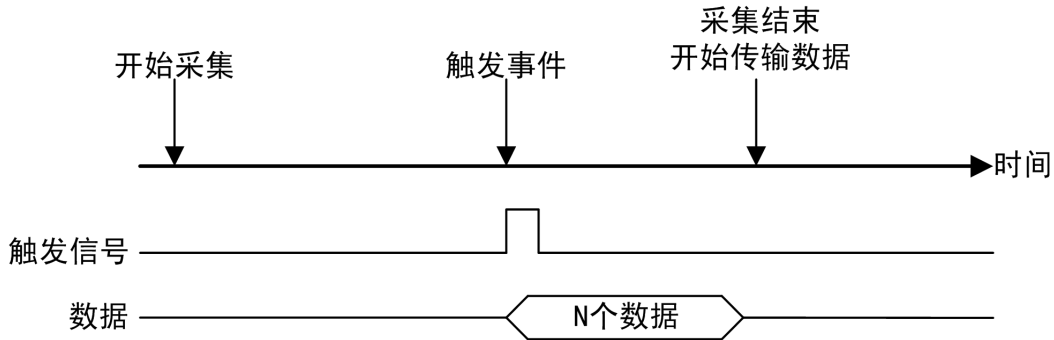 采集结束
开始采集
触发事件
开始传输数据
时间
触发信号
数据
N个数据